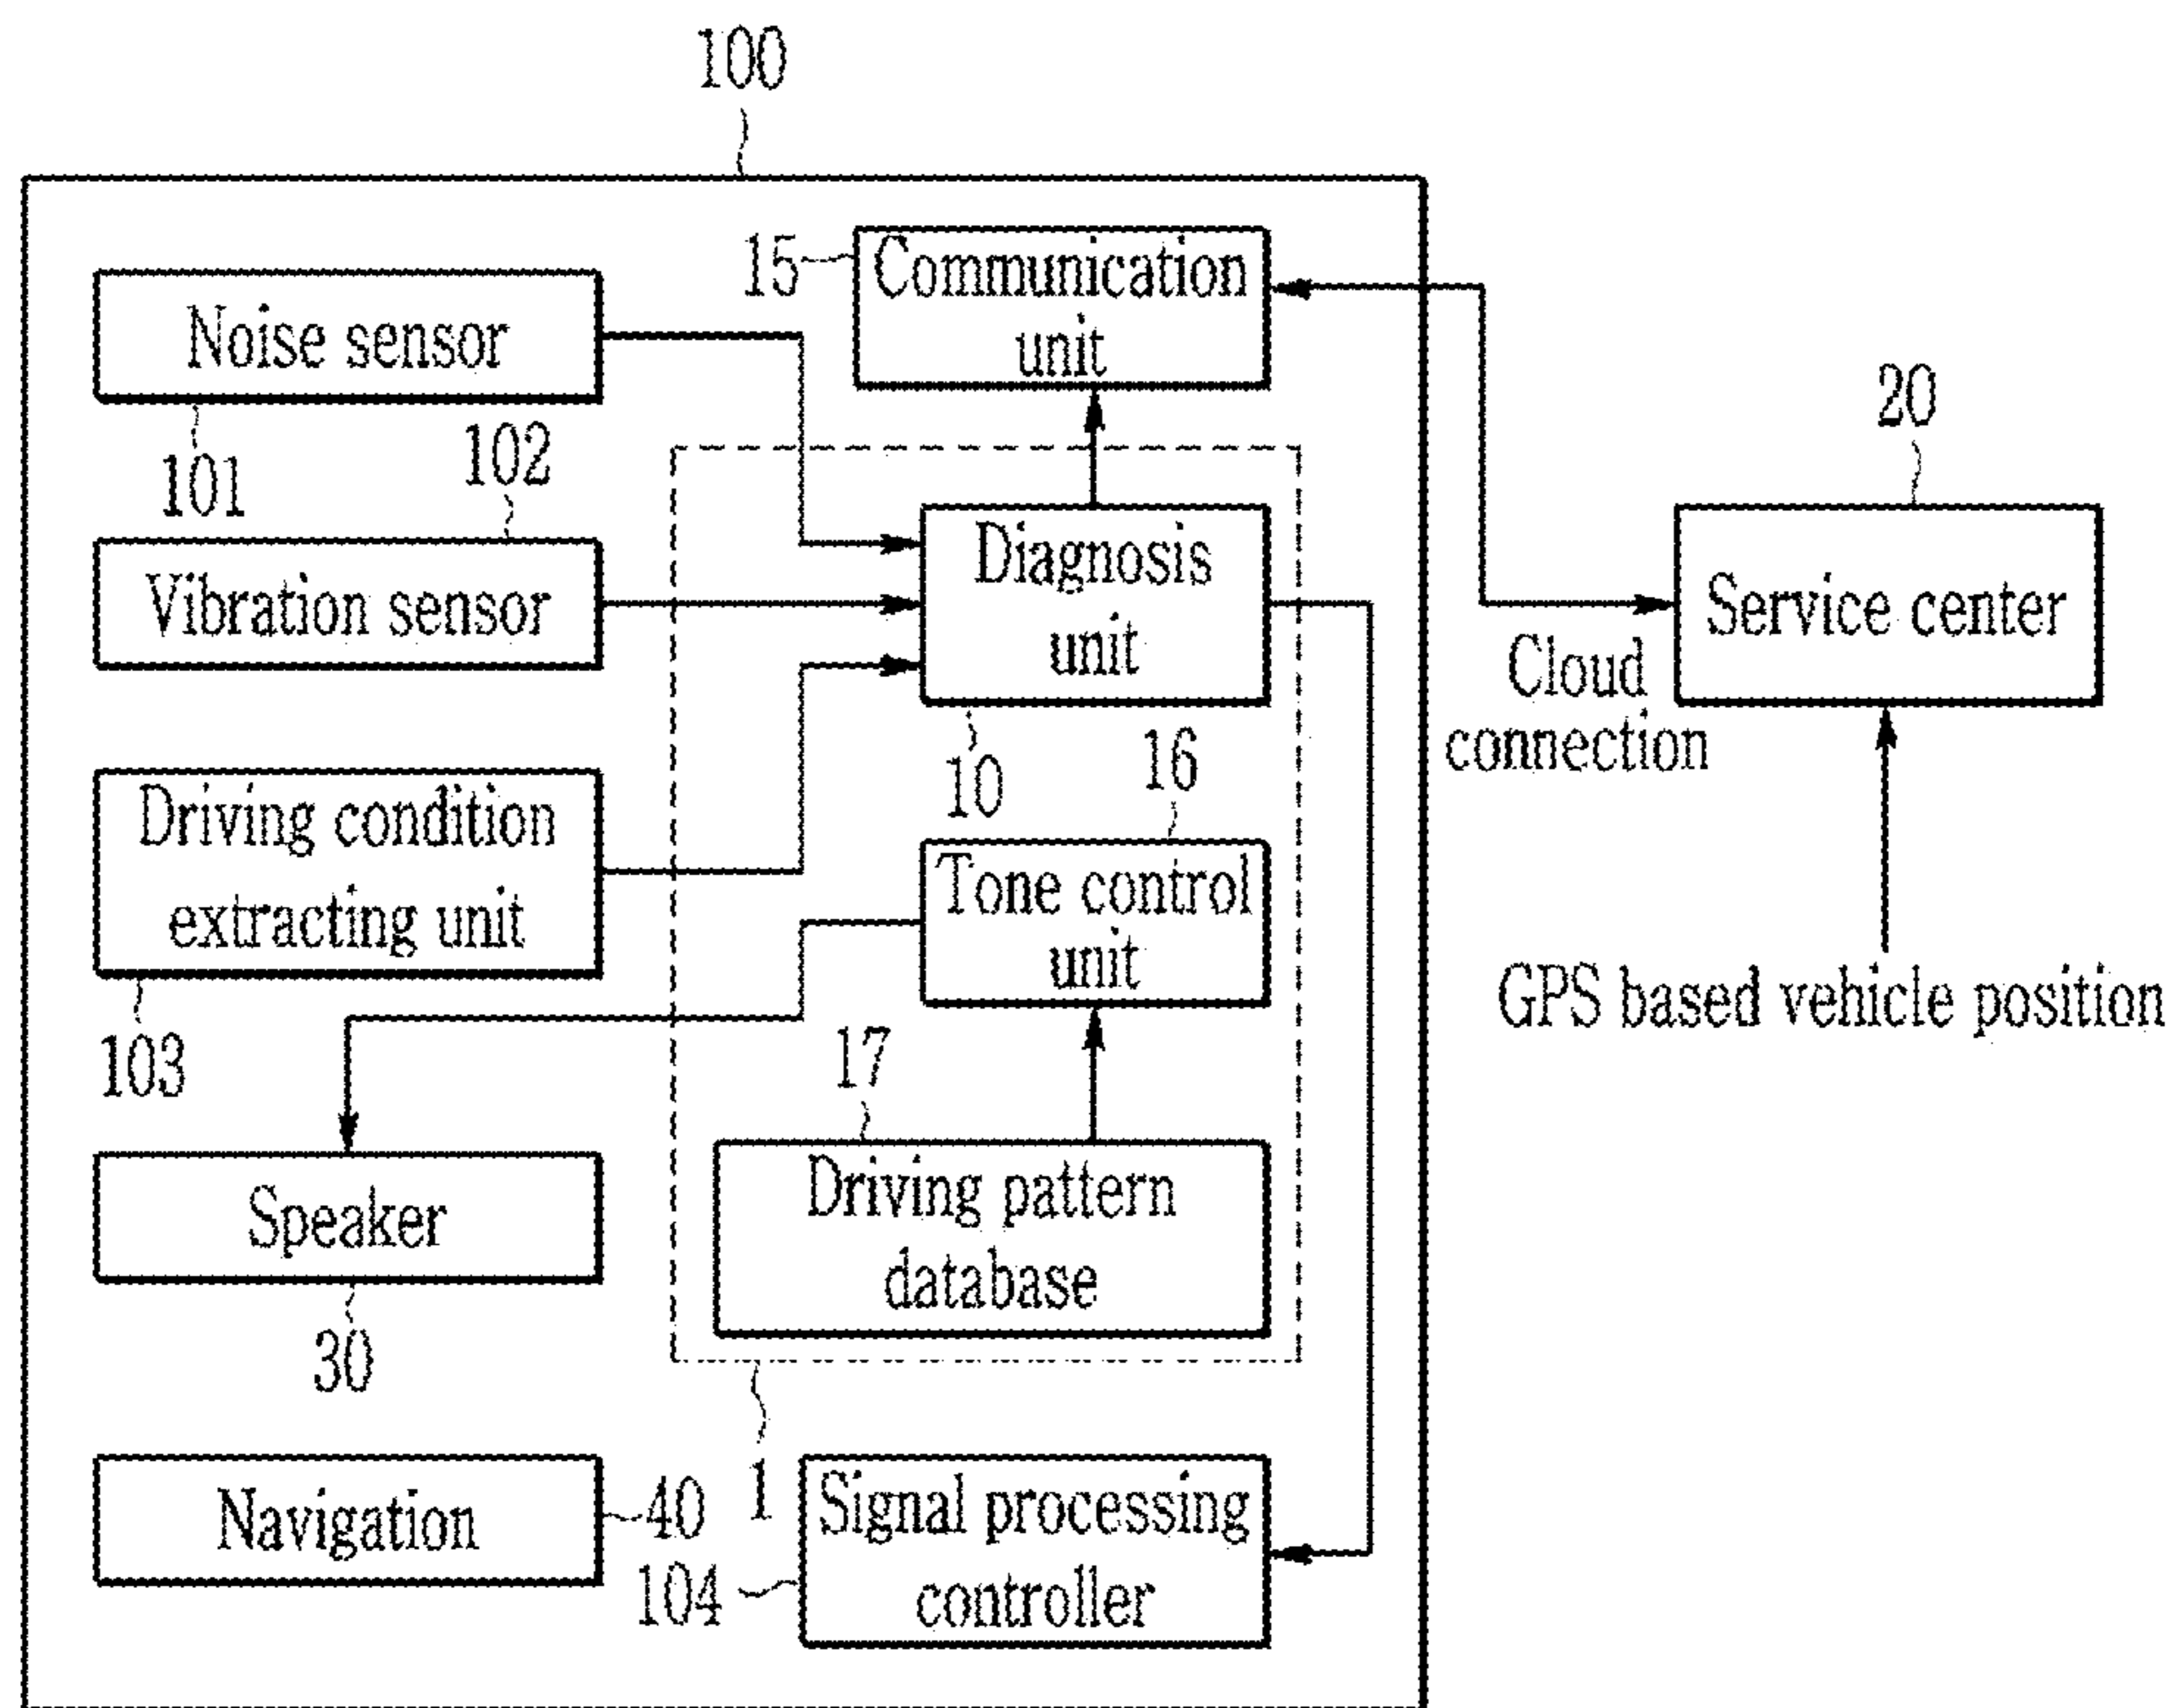 100
15
Communication
unit
Noise sensor
101
102
Vibration sensor
Diagnosis
unit
10
20
Service center
Cloud
connection
GPS based vehicle position
Driving condition
extracting unit
103
16
Tone control
unit
17
Driving pattern
database
Speaker
30
1
Navigation
40
104
Signal processing
controller